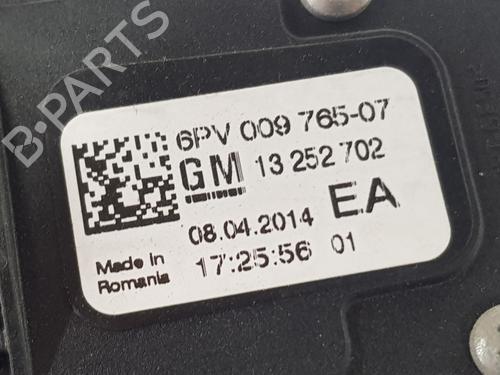 6PV 009 765-07
GM 13 252 702
08.04.2014 EA
Made in
Romania
17:25:56 01
B-PARTS